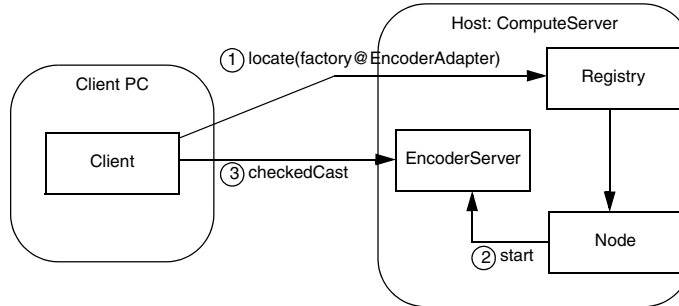 Host: ComputeServer
1 locate(factory@EncoderAdapter)
Registry
Client PC
Client
EncoderServer
3 checkedCast
Node
2 start